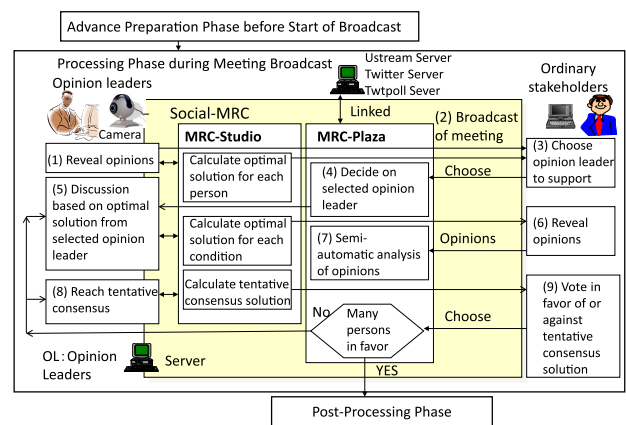 Advance Preparation Phase before Start of Broadcast
Processing Phase during Meeting Broadcast
Opinion leaders
Ustream Server
Twitter Server
Twtpoll Sever
Ordinary
stakeholders
Camera
Social-MRC
Linked
(2) Broadcast
of meeting
MRC-Studio
MRC-Plaza
(1) Reveal opinions
Calculate optimal
solution for each
person
(3) Choose
opinion leader
to support
Choose
(4) Decide on
selected opinion
leader
(5) Discussion
based on optimal
solution from
selected opinion
leader
Calculate optimal
solution for each
condition
(6) Reveal
opinions
Opinions
(7) Semi-
automatic analysis
of opinions
(8) Reach tentative
consensus
Calculate tentative
consensus solution
(9) Vote in
favor of or
against
tentative
consensus
solution
No
Many
persons
in favor
Choose
OL：Opinion
Leaders
Server
YES
Post-Processing Phase